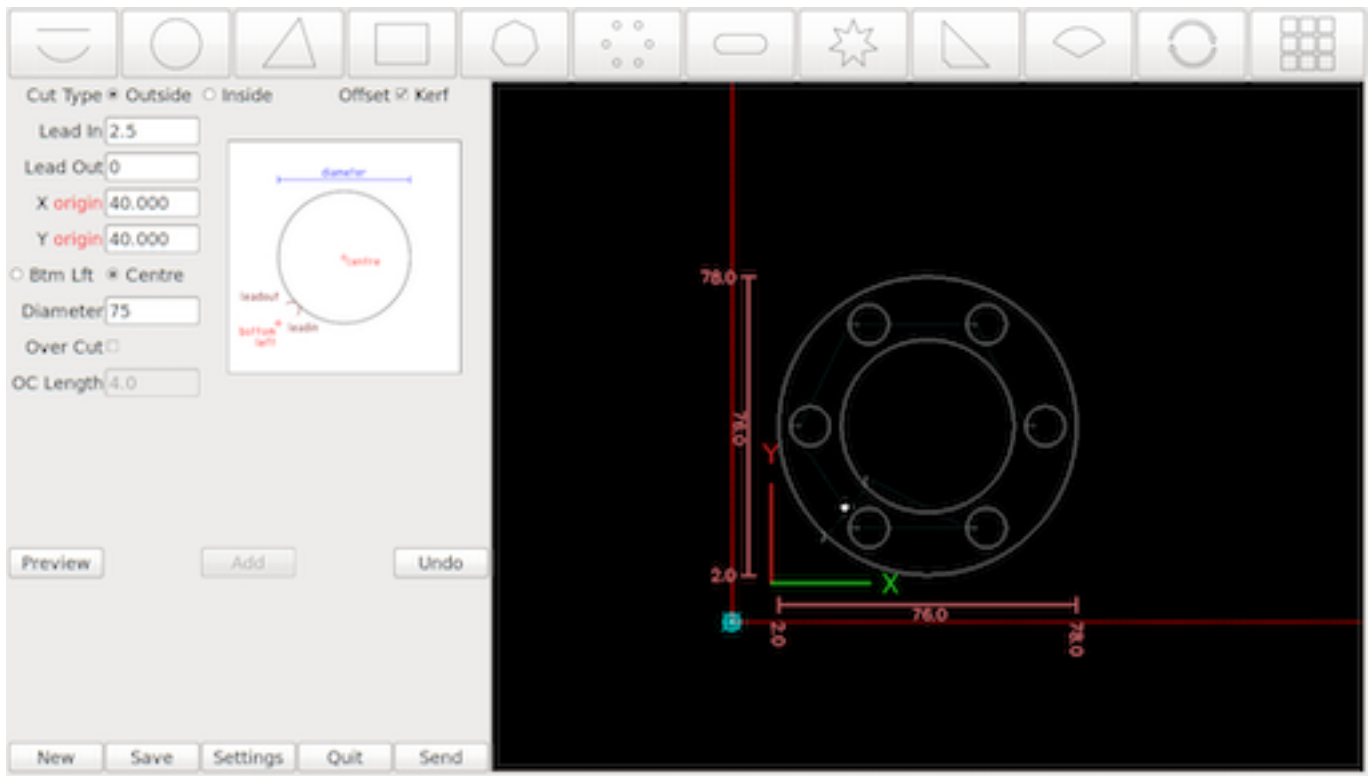 Cut Type Outside Inside Offset Kerf
Lead In 2.5
Lead Out 0
X origin 40.000
Y origin 40.000
Btm Lft Centre
Diameter 75
Over Cut
OC Length 4.0
diameter
centre
leadout
leadin
bottom
left
Preview Add Undo
New Save Settings Quit Send
78.0
76.0
2.0
Y
X
76.0
2.0
78.0